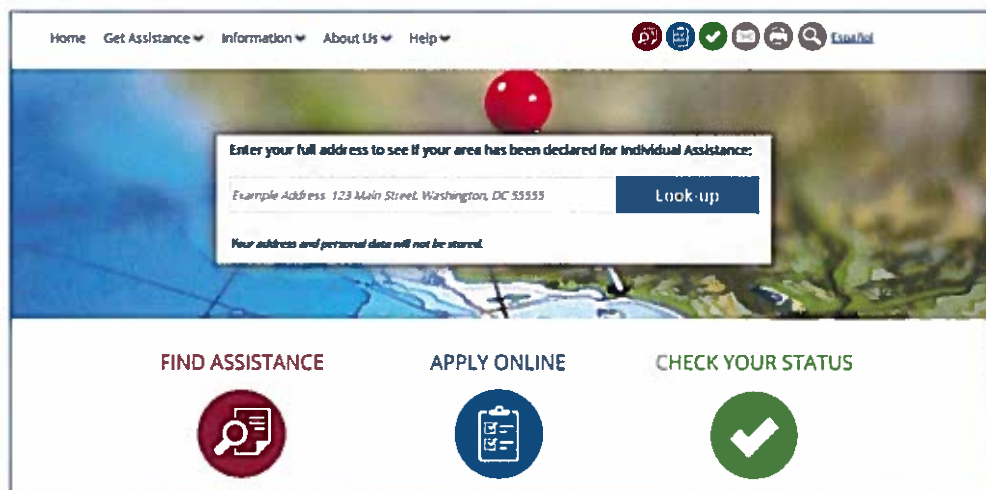 Home Get Assistance Information About Us Help Español
Enter your full address to see if your area has been declared for Individual Assistance:
Example Address: 123 Main Street, Washington, DC 55555 Look-up
Your address and personal data will not be stored.
FIND ASSISTANCE APPLY ONLINE CHECK YOUR STATUS